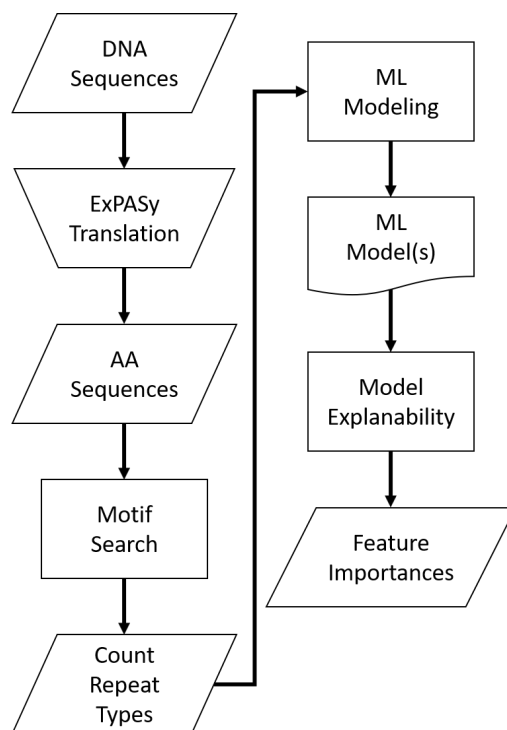 DNA
Sequences
ExPASy
Translation
AA
Sequences
Motif
Search
Count
Repeat
Types
ML
Modeling
ML
Model(s)
Model
Explanability
Feature
Importances